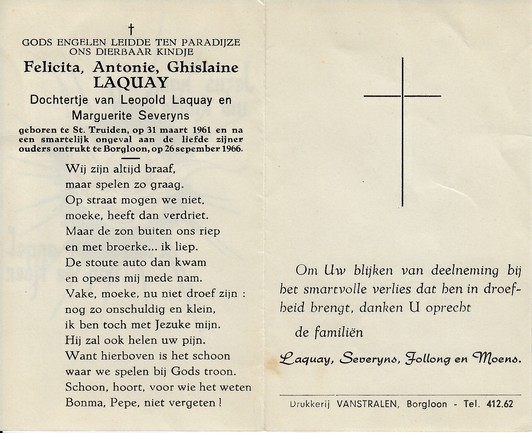 GODS ENGELEN LEIDDE TEN PARADIJZE
ONS DIERBAAR KINDJE
Felicita, Antonie, Ghislaine
LAQUAY
Dochtertje van Leopold Laquay en
Marguerite Severyns
geboren te St. Truiden, op 31 maart 1961 en na
een smartelijk ongeval aan de liefde zijner
ouders ontrukt te Borgloon, op 26 sepember 1966.
Wij zijn altijd braaf,
maar spelen zo graag.
Op straat mogen we niet,
moeke, heeft dan verdriet.
Maar de zon buiten ons riep
en met broerke... ik liep.
De stoute auto dan kwam
en opeens mij mede nam.
Vake, moeke, nu niet droef zijn :
nog zo onschuldig en klein,
ik ben toch met Jezuke mijn.
Hij zal ook helen uw pijn.
Want hierboven is het schoon
waar we spelen bij Gods troon.
Schoon, hoort, voor wie het weten
Bonma, Pepe, niet vergeten !
Om Uw blijken van deelneming bij
het smartvolle verlies dat hen in droef-
heid brengt, danken U oprecht
de familiën
Laquay, Severyns, Jollong en Moens.
Drukkerij VANSTRALEN, Borgloon - Tel. 412.62